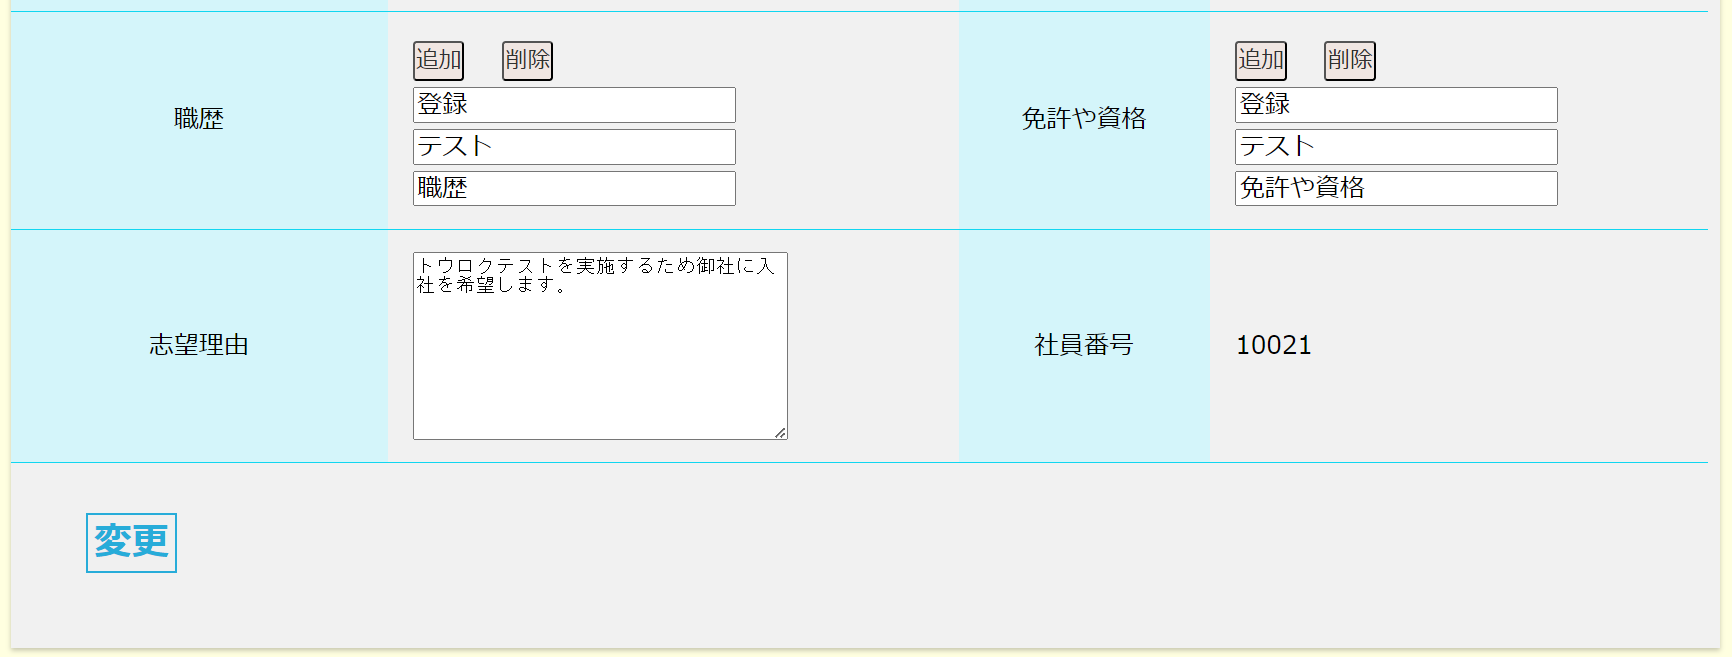 職歴
追加 削除
登録
テスト
職歴
免許や資格
追加 削除
登録
テスト
免許や資格
志望理由
トウロクテストを実施するため御社に入
社を希望します。
社員番号
10021
変更